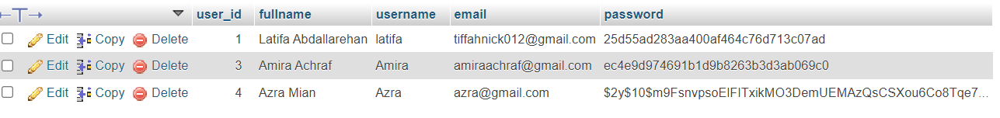 user_id fullname username email password
Edit Copy Delete 1 Latifa Abdallarehan latifa tiffahnick012@gmail.com 25d55ad283aa400af464c76d713c07ad
Edit Copy Delete 3 Amira Achraf Amira amiraachraf@gmail.com ec4e9d974691b1d9b8263b3d3ab069c0
Edit Copy Delete 4 Azra Mian Azra azra@gmail.com $2y$10$m9FsnvpsoEIFITxikMO3DemUEMAzQsCSXou6Co8Tqe7...